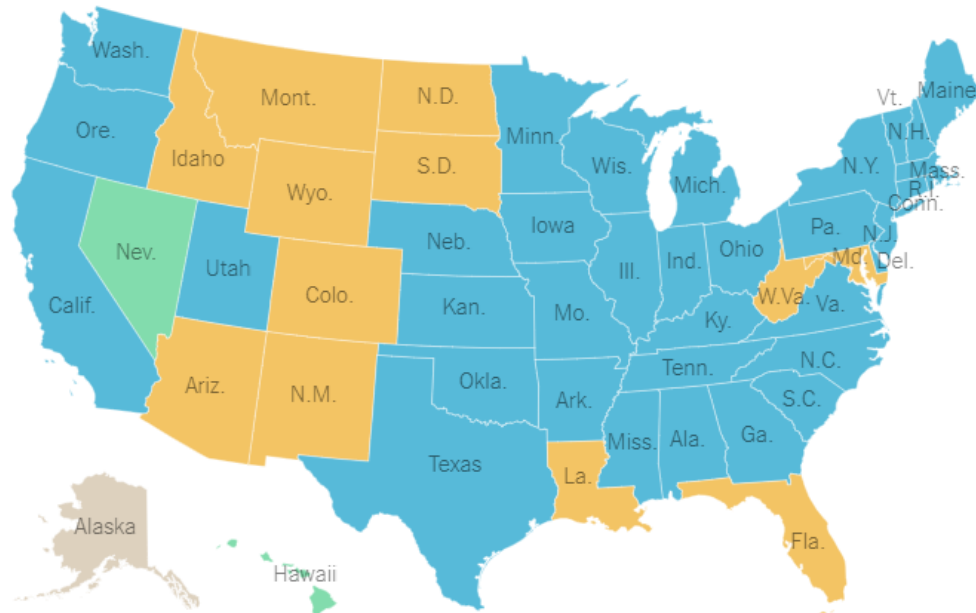 Wash.
Vt.
Maine
Mont.
N.D.
Ore.
Minn.
N.H.
Idaho
S.D.
Wis.
N.Y.
Mass.
Wyo.
Mich.
R.I.
Conn.
Iowa
Pa.
N.J.
Neb.
Ohio
Nev.
Utah
Ill.
Ind.
Md.
Del.
Calif.
Colo.
Kan.
Mo.
W.Va.
Va.
Ky.
N.C.
Tenn.
Ariz.
N.M.
Okla.
Ark.
S.C.
Miss.
Ala.
Ga.
Texas
La.
Alaska
Fla.
Hawaii